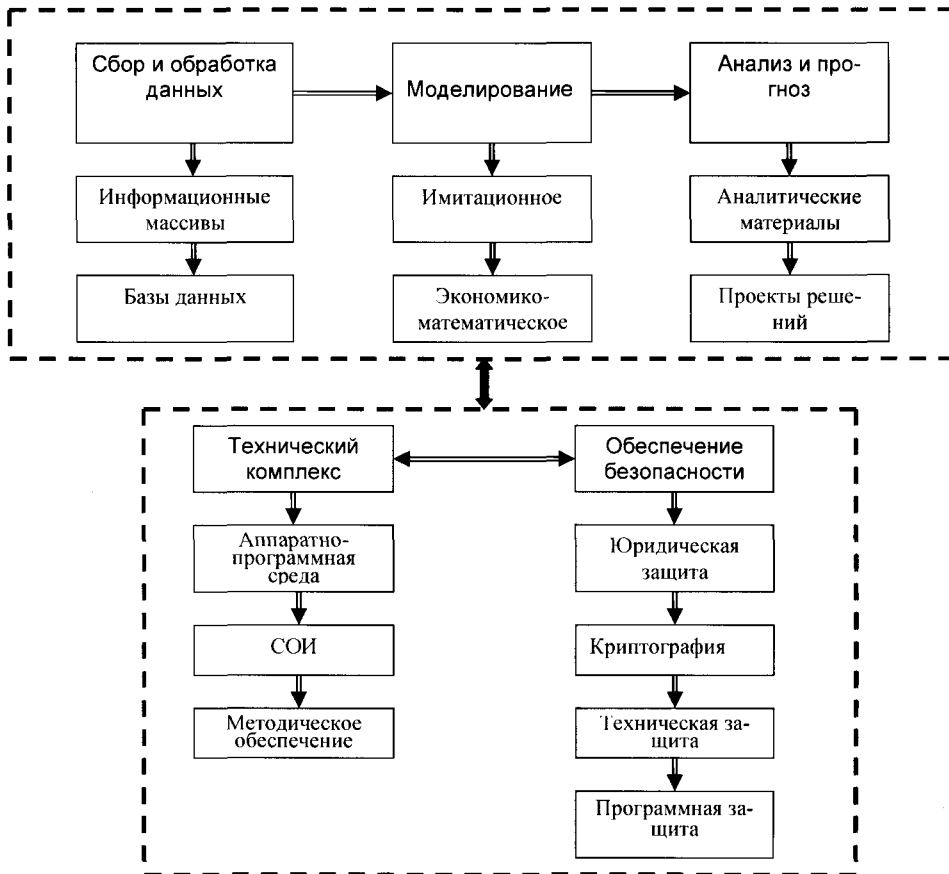 Сбор и обработка
данных
Моделирование
Анализ и про-
гноз
Информационные
массивы
Имитационное
Аналитические
материалы
Базы данных
Экономико-
математическое
Проекты реше-
ний
Технический
комплекс
Обеспечение
безопасности
Аппаратно-
программная
среда
Юридическая
защита
СОИ
Криптография
Методическое
обеспечение
Техническая за-
щита
Программная за-
щита